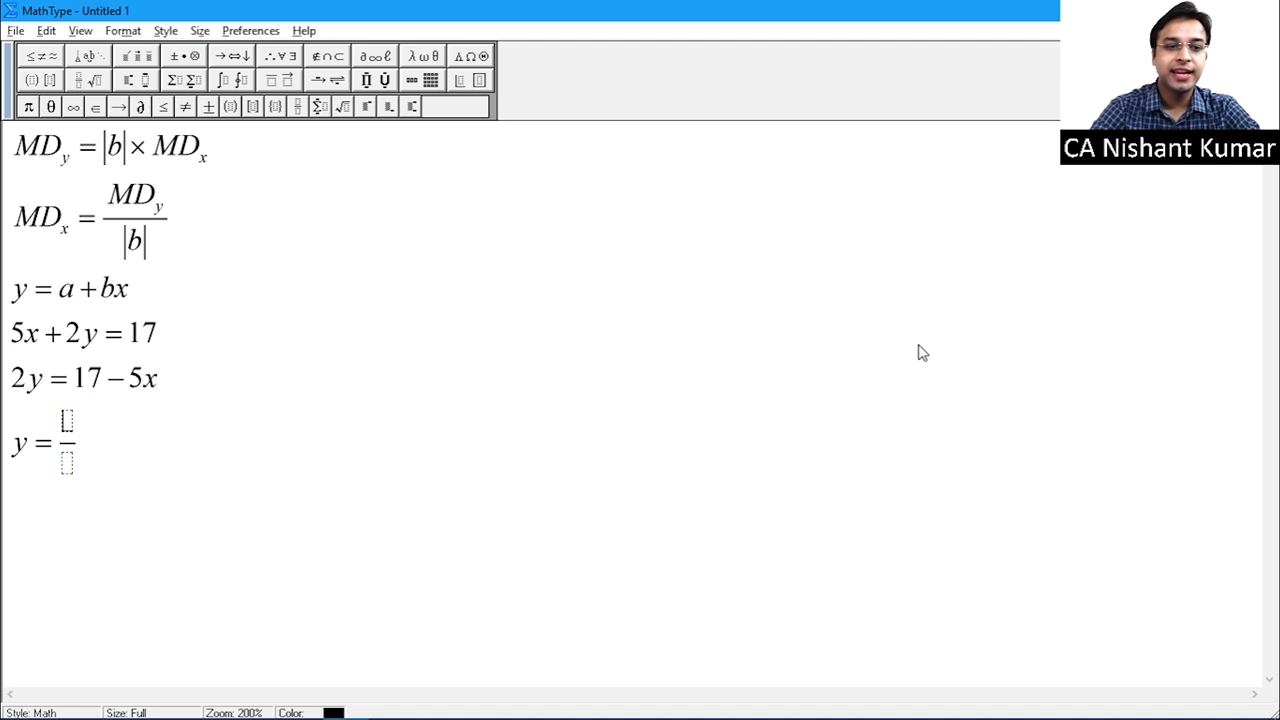 MathType - Untitled 1
File Edit View Format Style Size Preferences Help
CA Nishant Kumar
MD_y = |b| × MD_x
MD_x = MD_y / |b|
y = a + bx
5x + 2y = 17
2y = 17 − 5x
y =
Style: Math Size: Full Zoom: 200% Color: